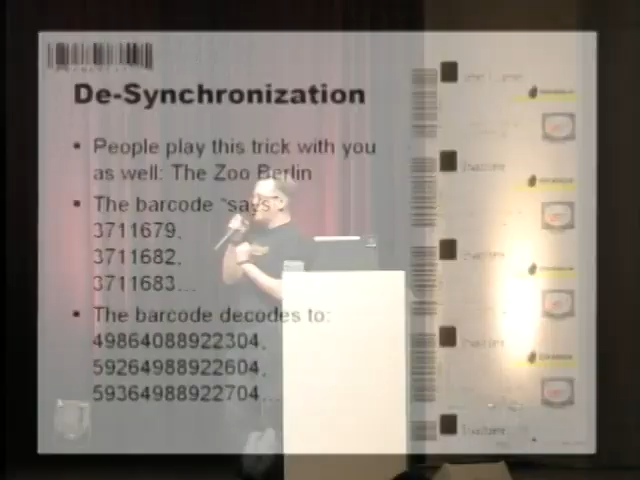 De-Synchronization
• People play this trick with you
as well: The Zoo Berlin
• The barcode "says"
3711679,
3711682,
3711683...
• The barcode decodes to:
49864088922304,
59264988922604,
59364988922704...